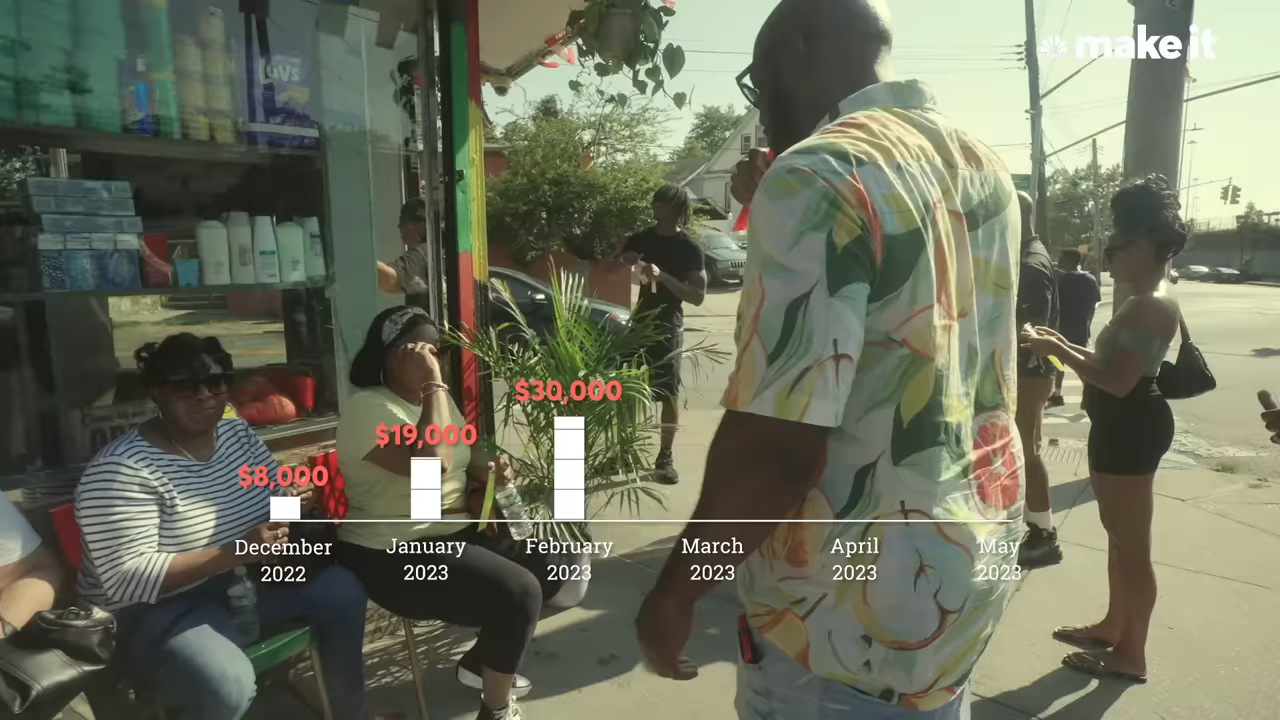 make it
Luvs
$30,000
$19,000
$8,000
December
2022
January
2023
February
2023
March
2023
April
2023
May
2023